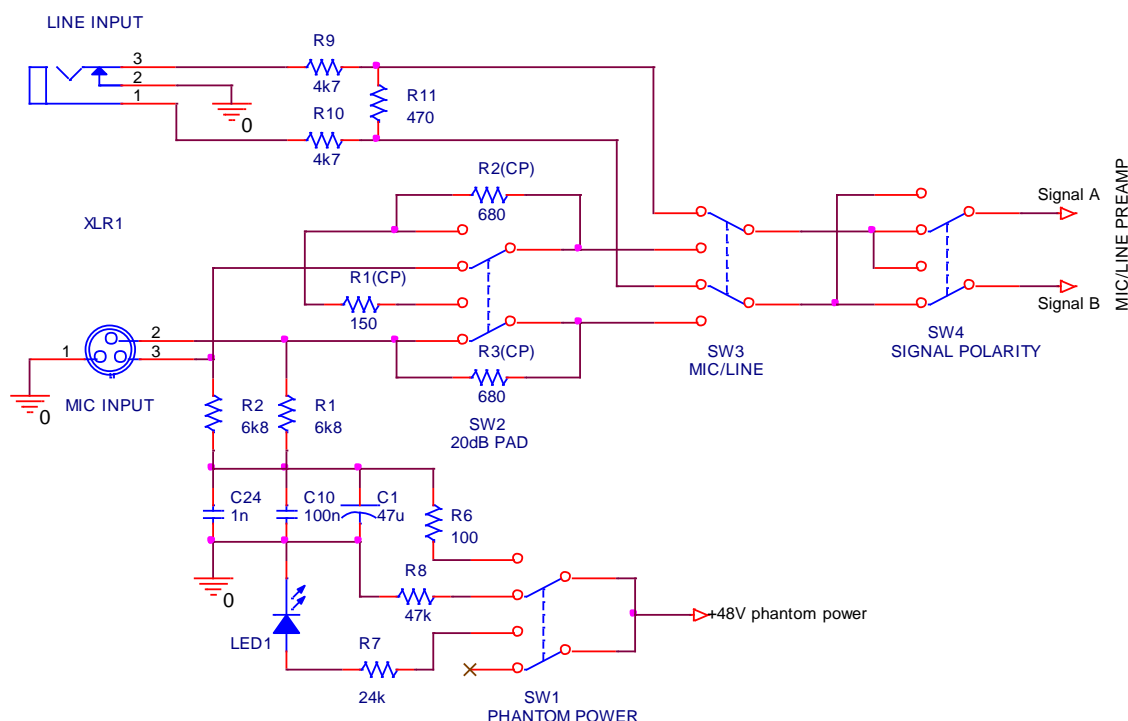 LINE INPUT
3
2
1
0
R9
4k7
R10
4k7
R11
470
R2(CP)
680
XLR1
R1(CP)
150
R3(CP)
680
SW2
20dB PAD
SW3
MIC/LINE
Signal A
Signal B
MIC/LINE PREAMP
SW4
SIGNAL POLARITY
1
2
3
0
MIC INPUT
R2
6k8
R1
6k8
C24
1n
C10
100n
C1
47u
R6
100
0
R8
47k
LED1
R7
24k
+48V phantom power
SW1
PHANTOM POWER